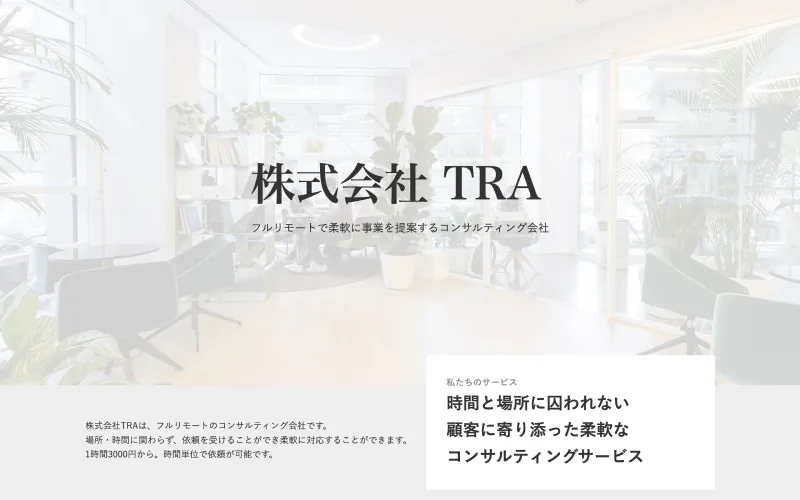 株式会社 TRA
フルリモートで柔軟に事業を提案するコンサルティング会社
株式会社TRAは、フルリモートのコンサルティング会社です。
場所・時間に関わらず、依頼を受けることができ柔軟に対応することができます。
1時間3000円から。時間単位で依頼が可能です。
私たちのサービス
時間と場所に囚われない
顧客に寄り添った柔軟な
コンサルティングサービス